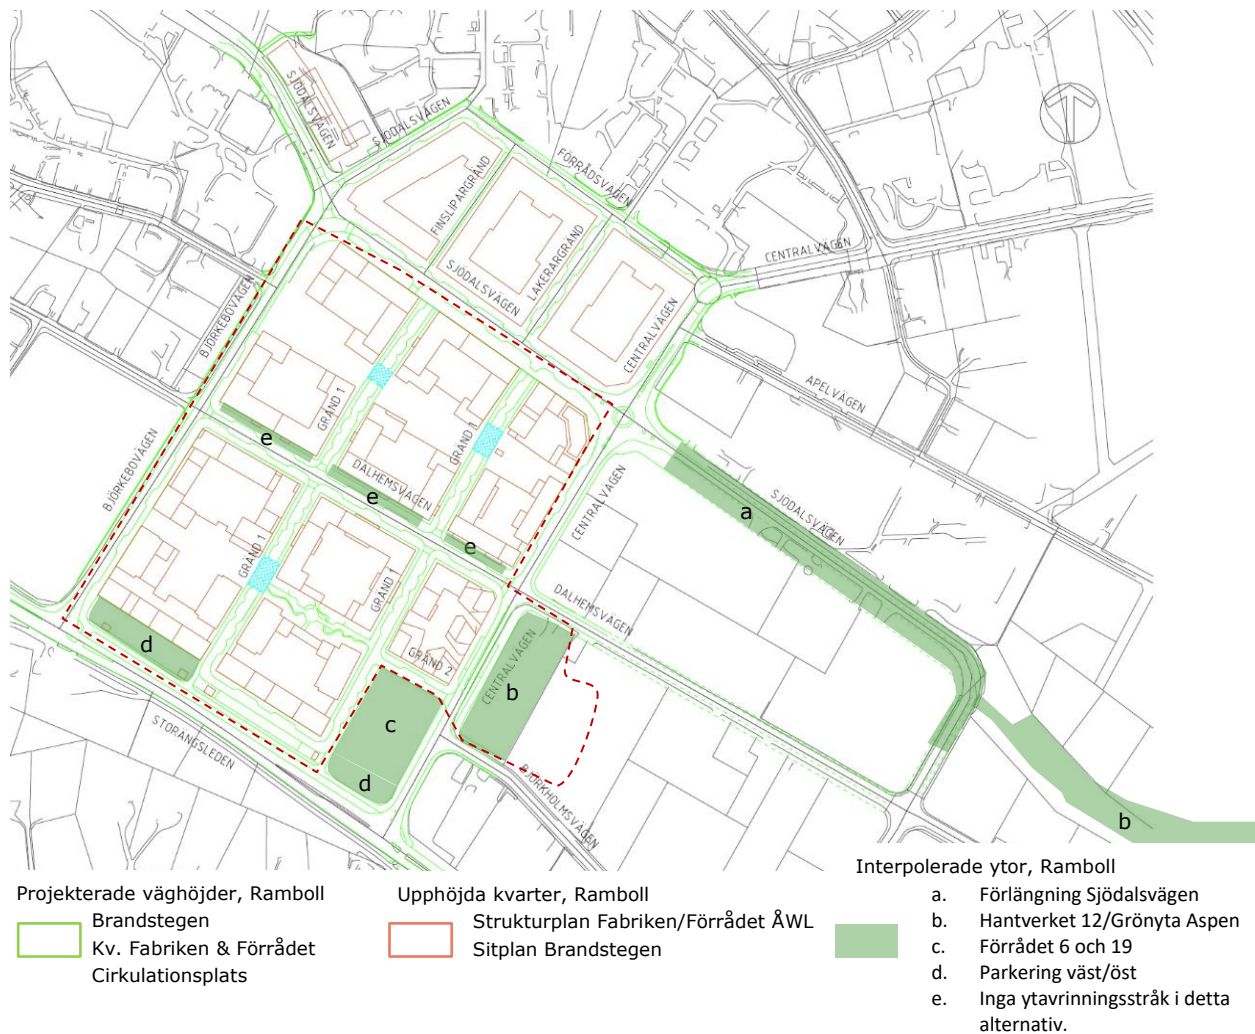 SJÖDALSVÄGEN
SJÖDALSVÄGEN
FINSLIPARGRÄND
FÖRRÅDSVÄGEN
LAKERARGRÄND
SJÖDALSVÄGEN
CENTRALVÄGEN
BJÖRKEBOVÄGEN
CENTRALVÄGEN
APELVÄGEN
GRÄND 1
GRÄND 1
e
DALHEMSVÄGEN
e
e
BJÖRKEBOVÄGEN
CENTRALVÄGEN
a
SJÖDALSVÄGEN
GRÄND 1
GRÄND 1
DALHEMSVÄGEN
d
GRÄND 2
CENTRALVÄGEN
b
c
STORÄNGSLEDEN
d
BJÖRKHOLMSVÄGEN
b
Projekterade väghöjder, Ramboll
Brandstegen
Kv. Fabriken & Förrådet
Cirkulationsplats
Upphöjda kvarter, Ramboll
Strukturplan Fabriken/Förrådet ÅWL
Sitplan Brandstegen
Interpolerade ytor, Ramboll
a. Förlängning Sjödalsvägen
b. Hantverket 12/Grönyta Aspen
c. Förrådet 6 och 19
d. Parkering väst/öst
e. Inga ytavrinningsstråk i detta
alternativ.